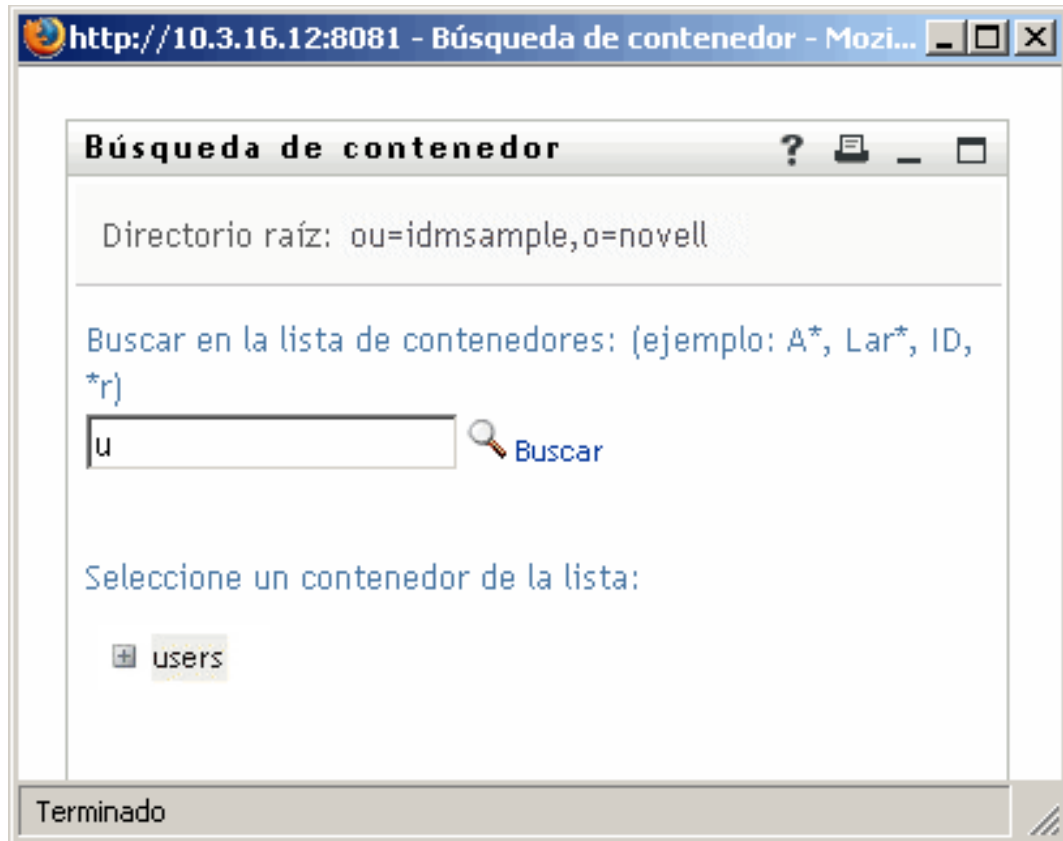 http://10.3.16.12:8081 - Búsqueda de contenedor - Mozi...
Búsqueda de contenedor
Directorio raíz: ou=idmsample,o=novell
Buscar en la lista de contenedores: (ejemplo: A*, Lar*, ID,
*r)
u
Buscar
Seleccione un contenedor de la lista:
users
Terminado